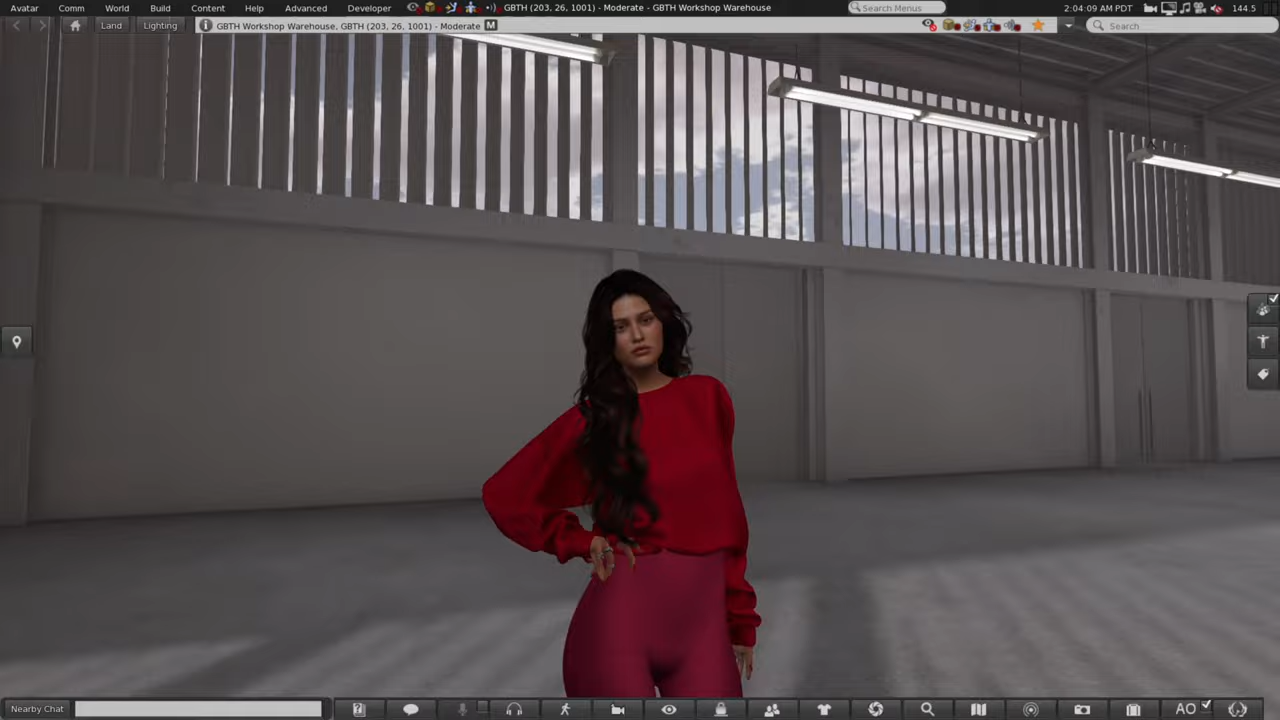 Avatar Comm World Build Content Help Advanced Developer GBTH (203, 26, 1001) - Moderate - GBTH Workshop Warehouse Search Menus 2:04:09 AM PDT 144.5
Land Lighting GBTH Workshop Warehouse, GBTH (203, 26, 1001) - Moderate M Search
Nearby Chat AO